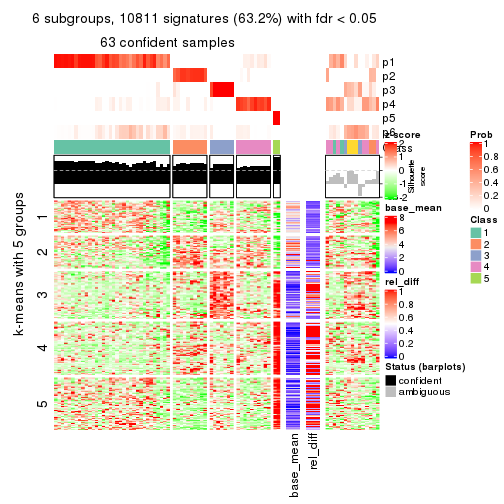 6 subgroups, 10811 signatures (63.2%) with fdr < 0.05
63 confident samples
p1
p2
p3
p4
p5
p6
Class
z_score
2
1
0
-1
-2
Silhouette
score
Prob
1
0.8
0.6
0.4
0.2
0
base_mean
8
6
4
2
0
Class
1
2
3
4
5
rel_diff
1
0.8
0.6
0.4
0.2
0
Status (barplots)
confident
ambiguous
k-means with 5 groups
1
2
3
4
5
base_mean
rel_diff